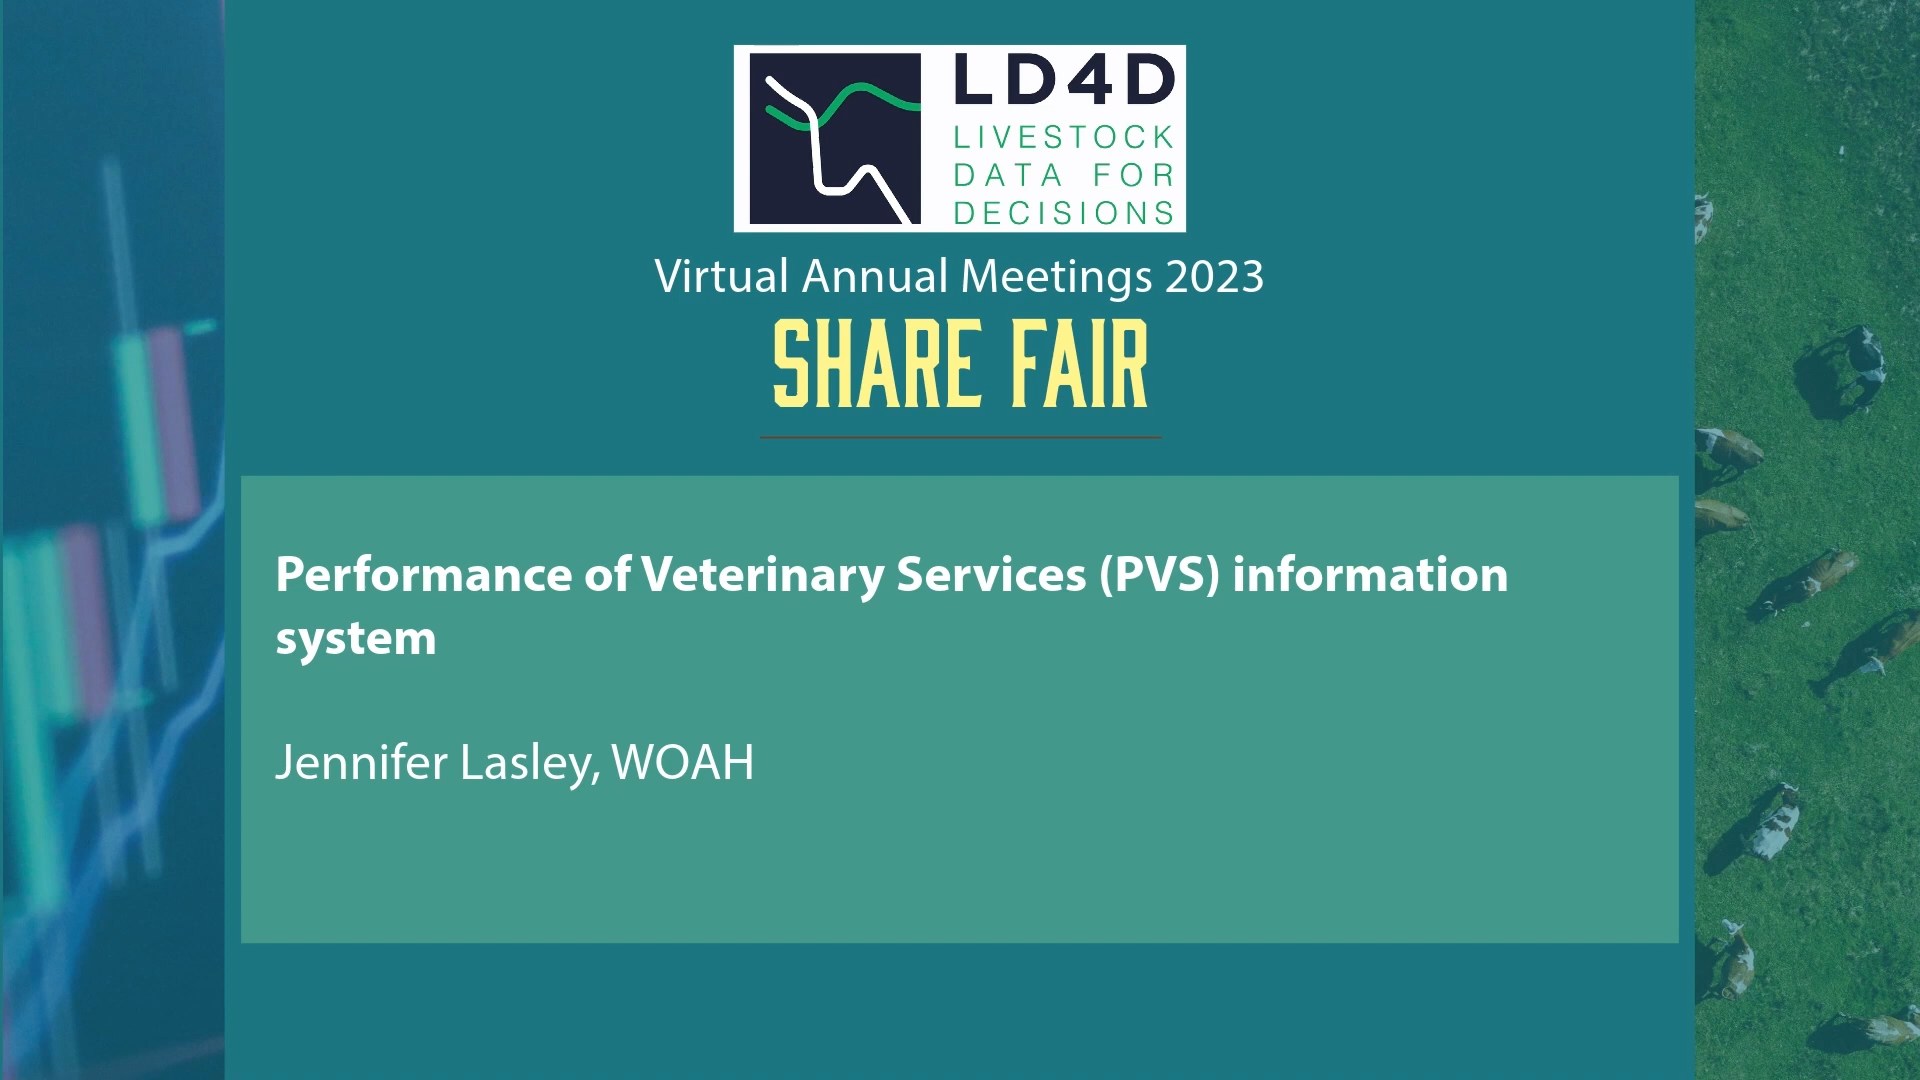 LD4D
LIVESTOCK
DATA FOR
DECISIONS
Virtual Annual Meetings 2023
SHARE FAIR
Performance of Veterinary Services (PVS) information
system
Jennifer Lasley, WOAH